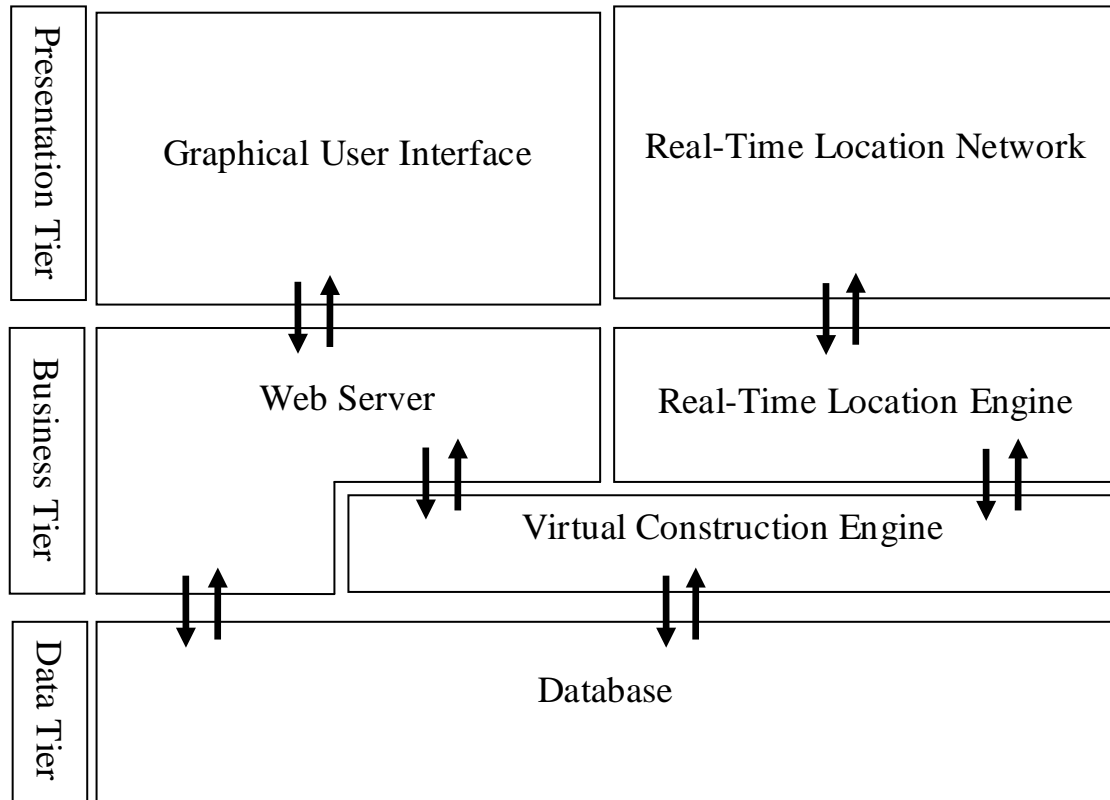 Presentation Tier
Graphical User Interface
Real-Time Location Network
Business Tier
Web Server
Real-Time Location Engine
Virtual Construction Engine
Data Tier
Database